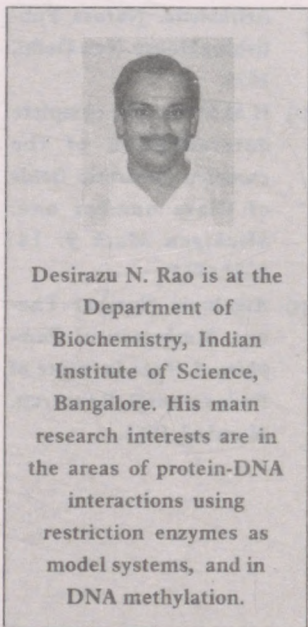 Desirazu N. Rao is at the
Department of
Biochemistry, Indian
Institute of Science,
Bangalore. His main
research interests are in
the areas of protein-DNA
interactions using
restriction enzymes as
model systems, and in
DNA methylation.